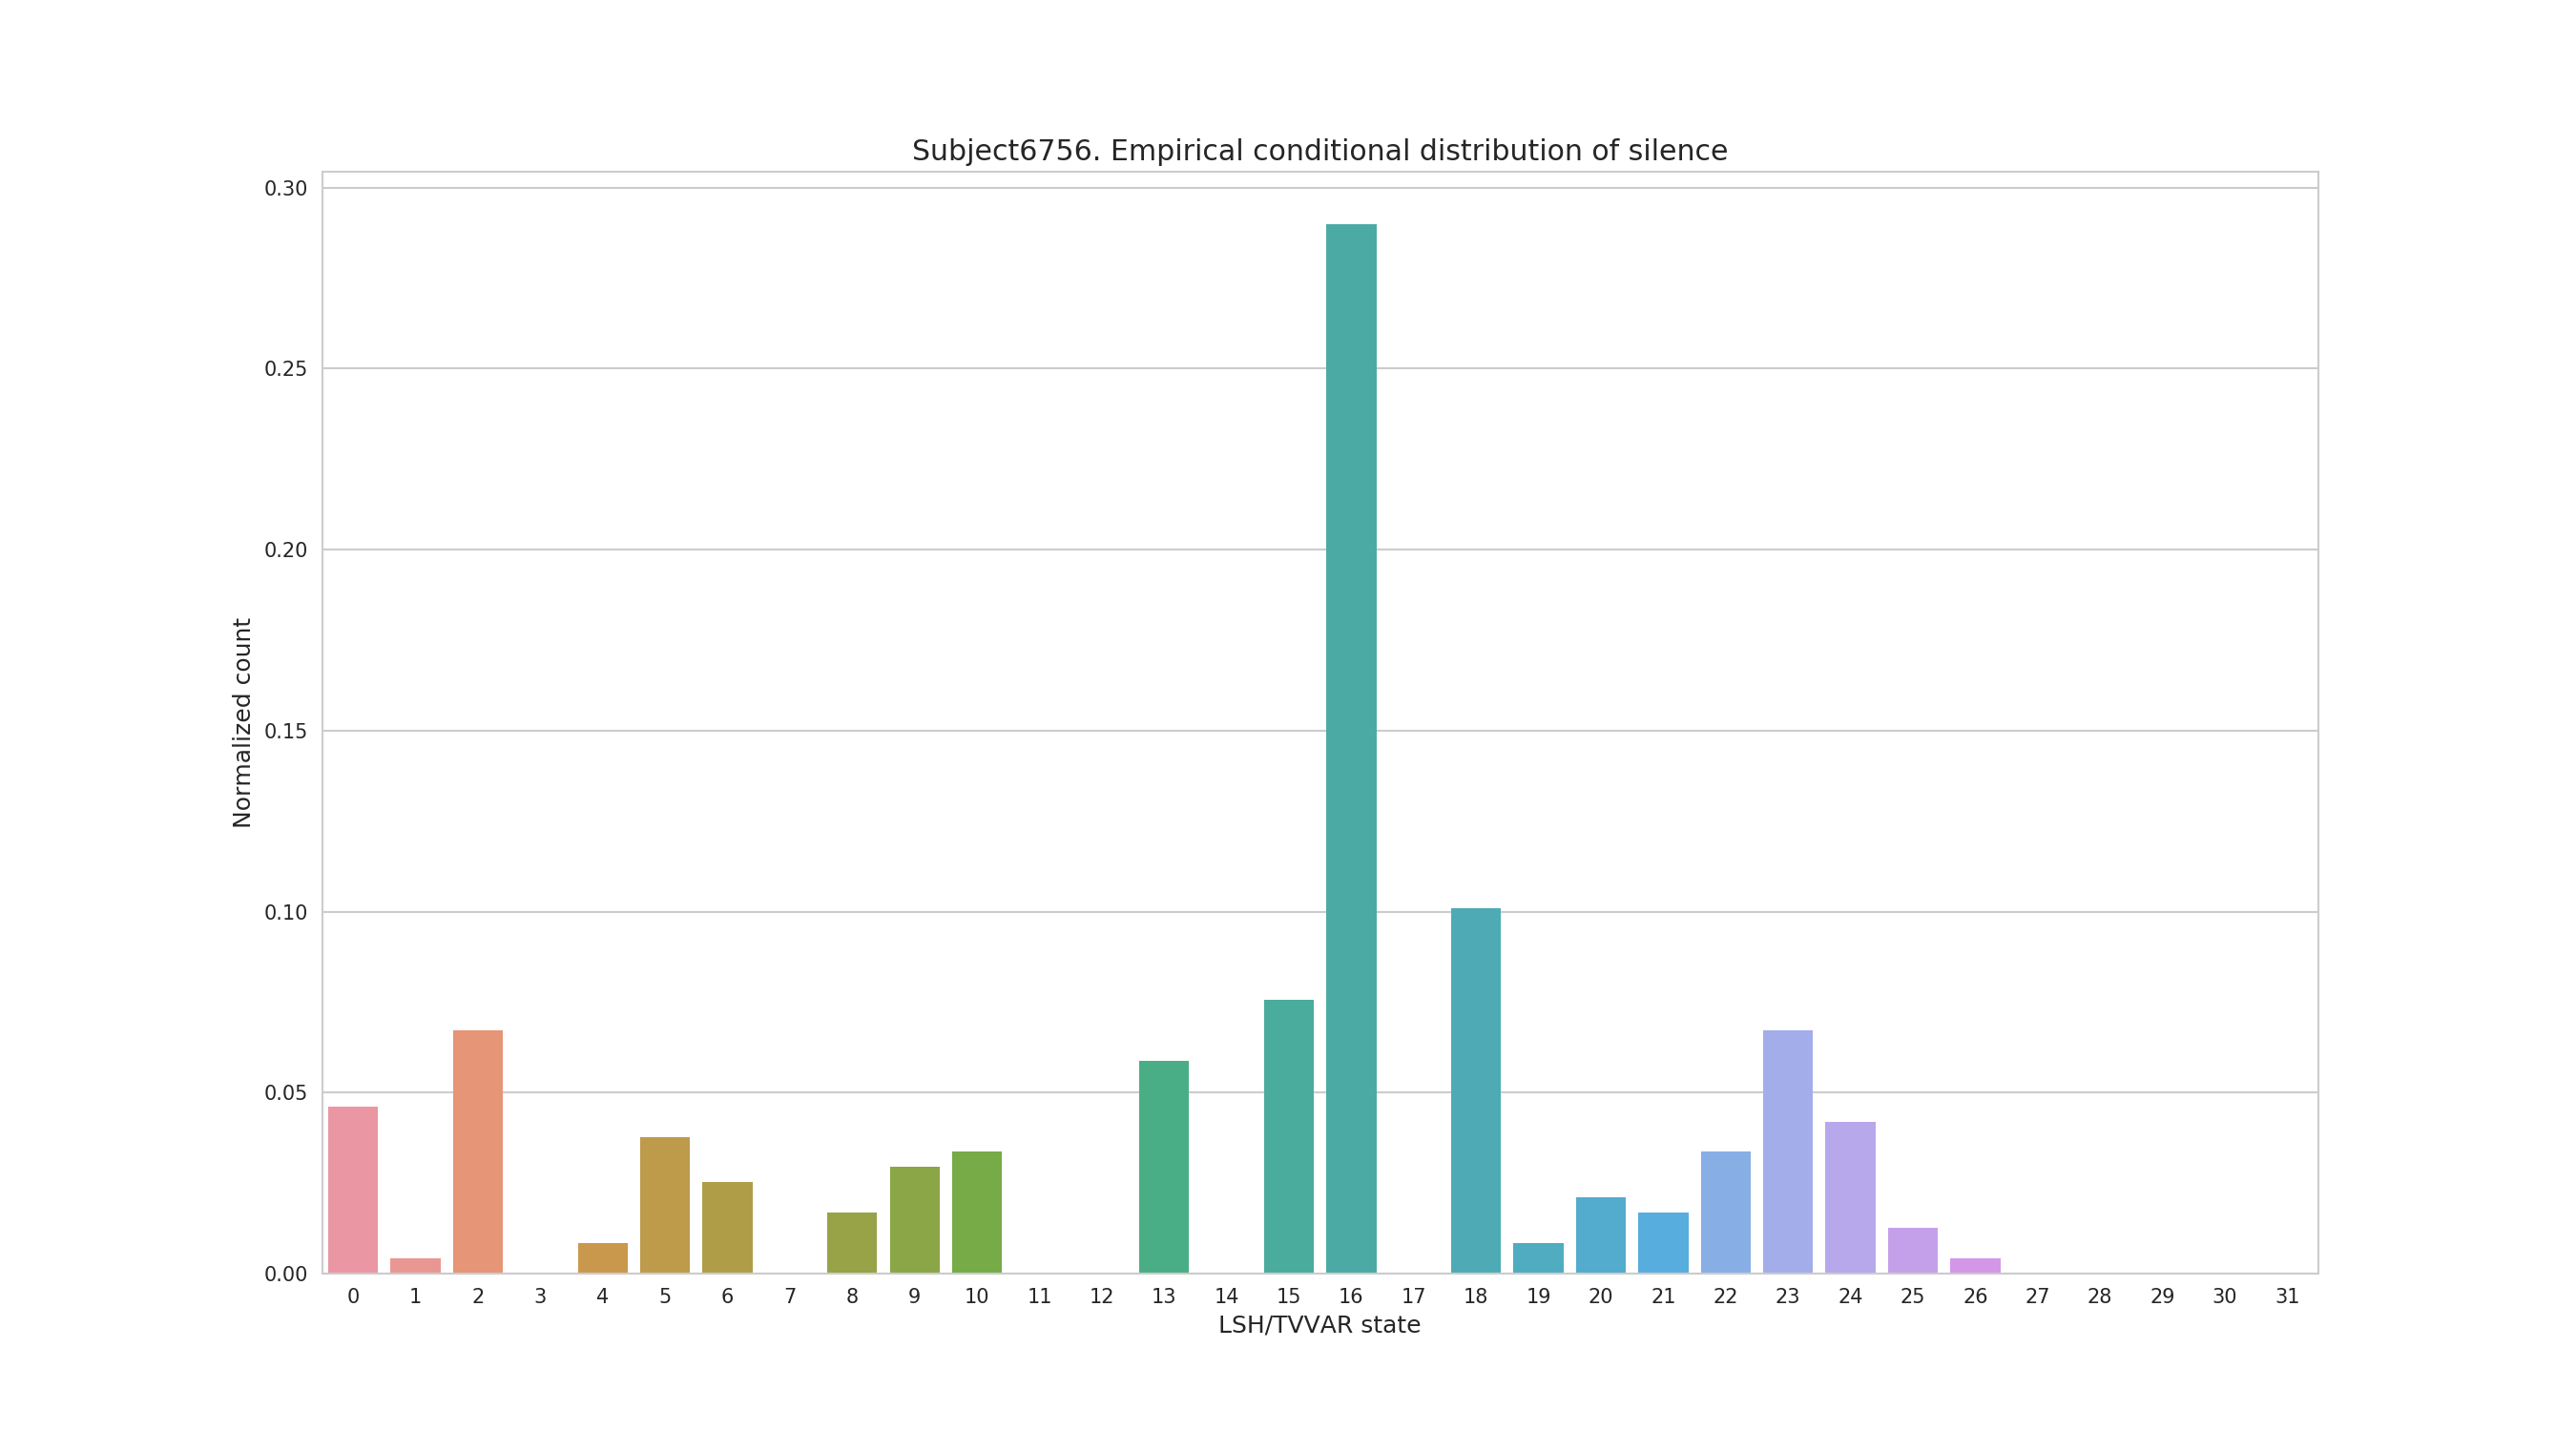 Subject6756. Empirical conditional distribution of silence
0.30
0.25
0.20
0.15
0.10
0.05
0.00
Normalized count
0 1 2 3 4 5 6 7 8 9 10 11 12 13 14 15 16 17 18 19 20 21 22 23 24 25 26 27 28 29 30 31
LSH/TVVAR state